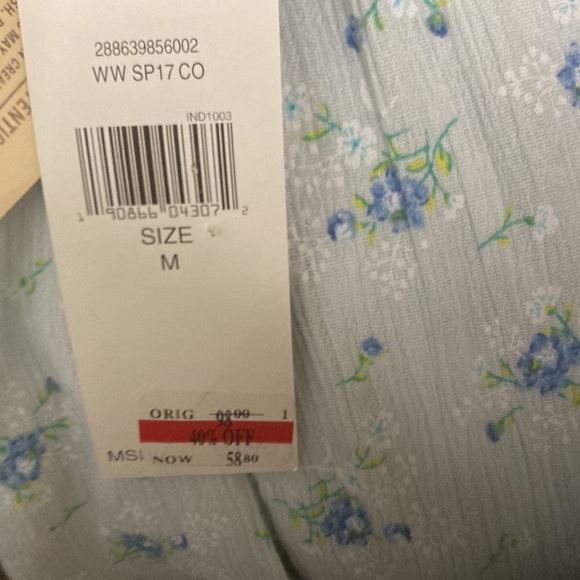 288639856002
WW SP17 CO
IND1003
1 90866 04307 2
SIZE
M
ORIG 98 00 1
40% OFF
MSI NOW 58 80